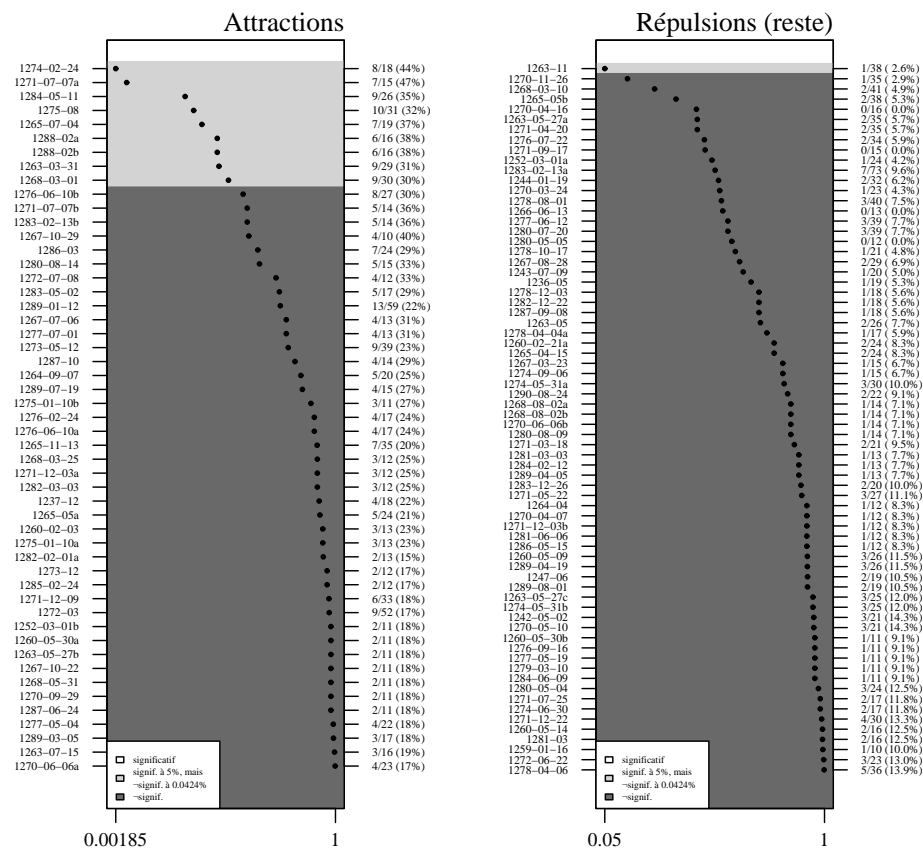 Attractions
1274−02−24 8/18 (44%)
1271−07−07a 7/15 (47%)
1284−05−11 9/26 (35%)
1275−08 10/31 (32%)
1265−07−04 7/19 (37%)
1288−02a 6/16 (38%)
1288−02b 6/16 (38%)
1263−03−31 9/29 (31%)
1268−03−01 9/30 (30%)
1276−06−10b 8/27 (30%)
1271−07−07b 5/14 (36%)
1283−02−13b 5/14 (36%)
1267−10−29 4/10 (40%)
1286−03 7/24 (29%)
1280−08−14 5/15 (33%)
1272−07−08 4/12 (33%)
1283−05−02 5/17 (29%)
1289−01−12 13/59 (22%)
1267−07−06 4/13 (31%)
1277−07−01 4/13 (31%)
1273−05−12 9/39 (23%)
1287−10 4/14 (29%)
1264−09−07 5/20 (25%)
1289−07−19 4/15 (27%)
1275−01−10b 3/11 (27%)
1276−02−24 4/17 (24%)
1276−06−10a 4/17 (24%)
1265−11−13 7/35 (20%)
1268−03−25 3/12 (25%)
1271−12−03a 3/12 (25%)
1282−03−03 3/12 (25%)
1237−12 4/18 (22%)
1265−05a 5/24 (21%)
1260−02−03 3/13 (23%)
1275−01−10a 3/13 (23%)
1282−02−01a 2/13 (15%)
1273−12 2/12 (17%)
1285−02−24 2/12 (17%)
1271−12−09 6/33 (18%)
1272−03 9/52 (17%)
1252−03−01b 2/11 (18%)
1260−05−30a 2/11 (18%)
1263−05−27b 2/11 (18%)
1267−10−22 2/11 (18%)
1268−05−31 2/11 (18%)
1270−09−29 2/11 (18%)
1287−06−24 2/11 (18%)
1277−05−04 4/22 (18%)
1289−03−05 3/17 (18%)
1263−07−15 3/16 (19%)
1270−06−06a 4/23 (17%)
significatif
signif. à 5%, mais
¬signif. à 0.0424%
¬signif.
0.00185 1
Répulsions (reste)
1263−11 1/38 ( 2.6%)
1270−11−26 1/35 ( 2.9%)
1268−03−10 2/41 ( 4.9%)
1265−05b 2/38 ( 5.3%)
1270−04−16 0/16 ( 0.0%)
1263−05−27a 2/35 ( 5.7%)
1271−04−20 2/35 ( 5.7%)
1276−07−22 2/34 ( 5.9%)
1271−09−17 0/15 ( 0.0%)
1252−03−01a 1/24 ( 4.2%)
1283−02−13a 7/73 ( 9.6%)
1244−01−19 2/32 ( 6.2%)
1270−03−24 1/23 ( 4.3%)
1278−08−01 3/40 ( 7.5%)
1266−06−13 0/13 ( 0.0%)
1277−06−12 3/39 ( 7.7%)
1280−07−20 3/39 ( 7.7%)
1280−05−05 0/12 ( 0.0%)
1278−10−17 1/21 ( 4.8%)
1267−08−28 2/29 ( 6.9%)
1243−07−09 1/20 ( 5.0%)
1236−05 1/19 ( 5.3%)
1278−12−03 1/18 ( 5.6%)
1282−12−22 1/18 ( 5.6%)
1287−09−08 1/18 ( 5.6%)
1263−05 2/26 ( 7.7%)
1278−04−04a 1/17 ( 5.9%)
1260−02−21a 2/24 ( 8.3%)
1265−04−15 2/24 ( 8.3%)
1267−03−23 1/15 ( 6.7%)
1274−09−06 1/15 ( 6.7%)
1274−05−31a 3/30 (10.0%)
1290−08−24 2/22 ( 9.1%)
1268−08−02a 1/14 ( 7.1%)
1268−08−02b 1/14 ( 7.1%)
1270−06−06b 1/14 ( 7.1%)
1280−08−09 1/14 ( 7.1%)
1271−03−18 2/21 ( 9.5%)
1281−03−03 1/13 ( 7.7%)
1284−02−12 1/13 ( 7.7%)
1289−04−05 1/13 ( 7.7%)
1283−12−26 2/20 (10.0%)
1271−05−22 3/27 (11.1%)
1264−04 1/12 ( 8.3%)
1270−04−07 1/12 ( 8.3%)
1271−12−03b 1/12 ( 8.3%)
1281−06−06 1/12 ( 8.3%)
1286−05−15 1/12 ( 8.3%)
1260−05−09 3/26 (11.5%)
1289−04−19 3/26 (11.5%)
1247−06 2/19 (10.5%)
1289−08−01 2/19 (10.5%)
1263−05−27c 3/25 (12.0%)
1274−05−31b 3/25 (12.0%)
1242−05−02 3/21 (14.3%)
1270−05−10 3/21 (14.3%)
1260−05−30b 1/11 ( 9.1%)
1276−09−16 1/11 ( 9.1%)
1277−05−19 1/11 ( 9.1%)
1279−03−10 1/11 ( 9.1%)
1284−06−09 1/11 ( 9.1%)
1280−05−04 3/24 (12.5%)
1271−07−25 2/17 (11.8%)
1274−06−30 2/17 (11.8%)
1271−12−22 4/30 (13.3%)
1260−05−14 2/16 (12.5%)
1281−03 2/16 (12.5%)
1259−01−16 1/10 (10.0%)
1272−06−22 3/23 (13.0%)
1278−04−06 5/36 (13.9%)
significatif
signif. à 5%, mais
¬signif. à 0.0424%
¬signif.
0.05 1